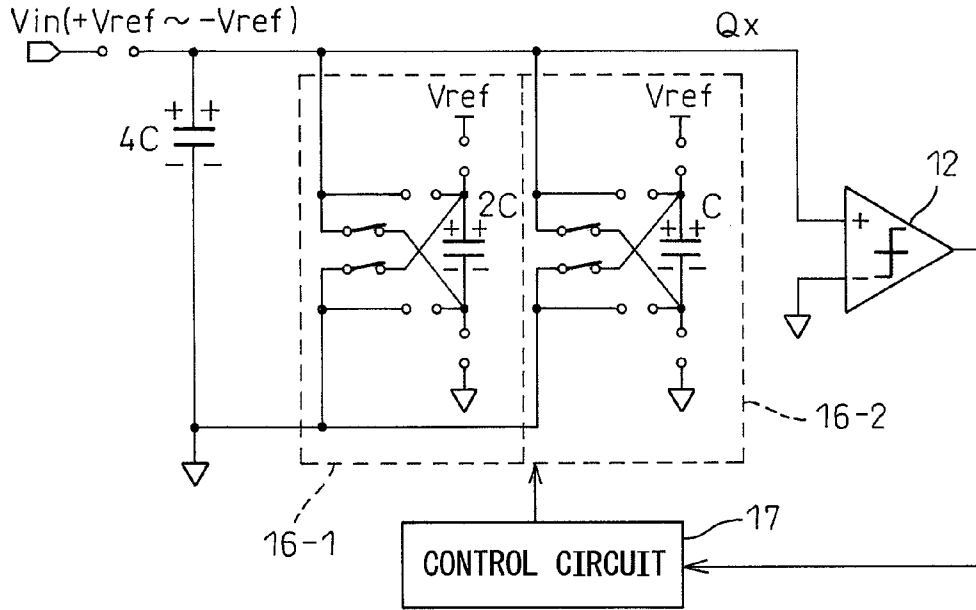 Vin(+Vref ~ -Vref)
Qx
Vref
Vref
+ +
4C
- -
2C
+ +
- -
C
+ +
- -
12
+
-
16-1
16-2
17
CONTROL CIRCUIT